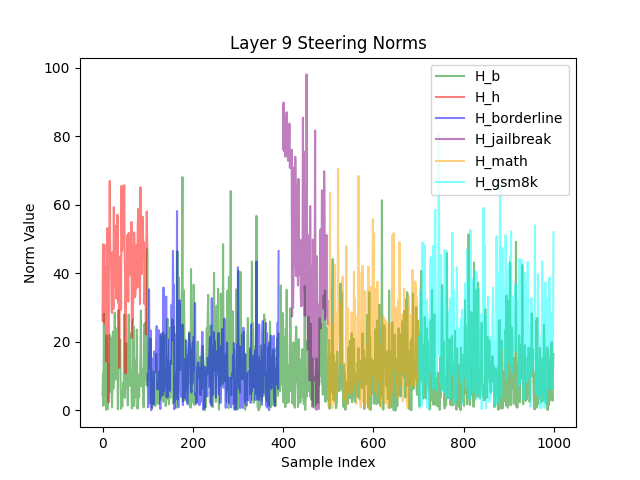 Layer 9 Steering Norms
Norm Value
100
80
60
40
20
0
0
200
400
600
800
1000
Sample Index
H_b
H_h
H_borderline
H_jailbreak
H_math
H_gsm8k